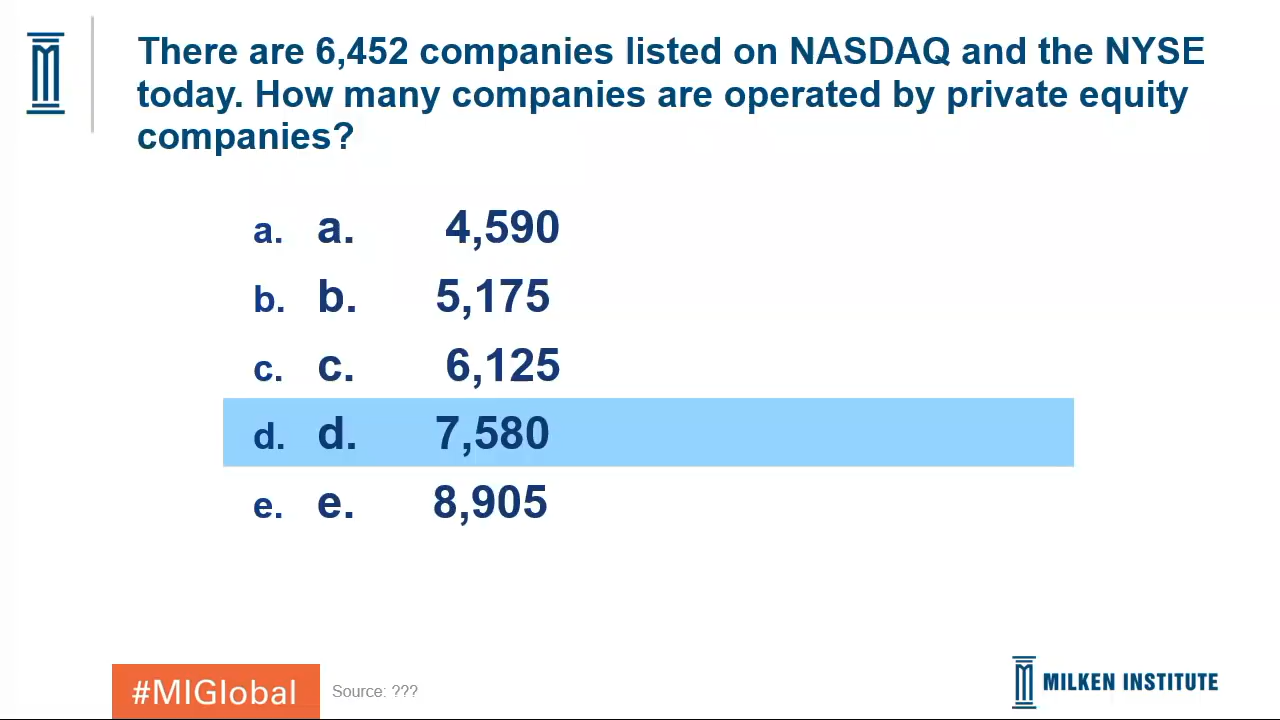 There are 6,452 companies listed on NASDAQ and the NYSE
today. How many companies are operated by private equity
companies?
a. a. 4,590
b. b. 5,175
c. c. 6,125
d. d. 7,580
e. e. 8,905
#MIGlobal
Source: ???
MILKEN INSTITUTE